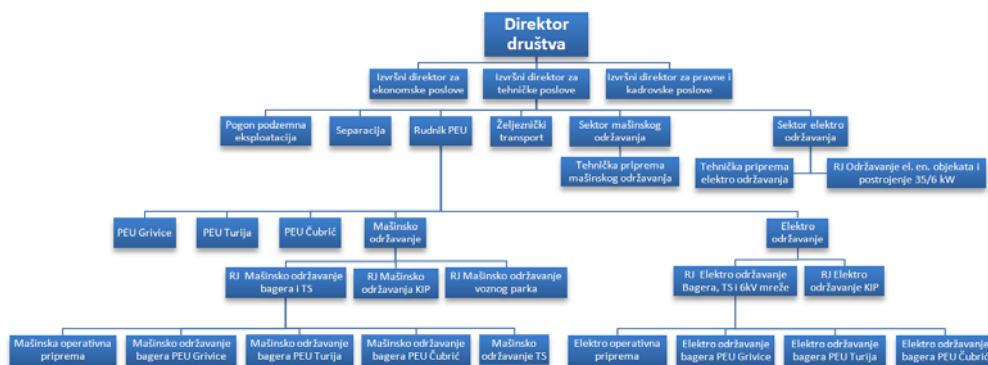 Direktor
društva
Izvršni direktor za
ekonomske poslove
Izvršni direktor za
tehničke poslove
Izvršni direktor za pravne i
kadrovske poslove
Pogon podzemna
eksploatacija
Separacija
Rudnik PEU
Željeznički
transport
Sektor mašinskog
održavanja
Sektor elektro
održavanja
Tehnička priprema
mašinskog održavanja
Tehnička priprema
elektro održavanja
RJ Održavanje el. en. objekata i
postrojenje 35/6 kW
PEU Grivice
PEU Turija
PEU Čubrić
Mašinsko
održavanje
Elektro
održavanje
RJ Mašinsko održavanje
bagera i TS
RJ Mašinsko
održavanja KIP
RJ Mašinsko održavanje
voznog parka
RJ Elektro održavanje
Bagera, TS i 6kV mreže
RJ Elektro
održavanje KIP
Mašinska operativna
priprema
Mašinsko održavanje
bagera PEU Grivice
Mašinsko održavanje
bagera PEU Turija
Mašinsko održavanje
bagera PEU Čubrić
Mašinsko
održavanje TS
Elektro operativna
priprema
Elektro održavanje
bagera PEU Grivice
Elektro održavanje
bagera PEU Turija
Elektro održavanje
bagera PEU Čubrić